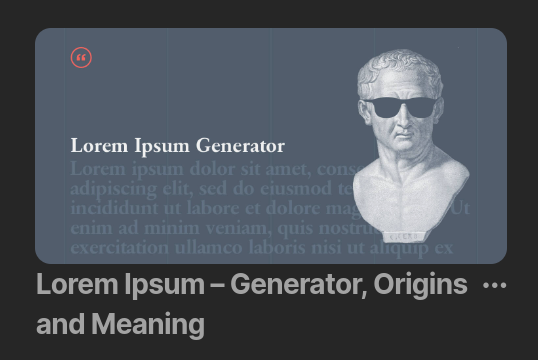 Lorem Ipsum Generator
Lorem ipsum dolor sit amet, conse
adipiscing elit, sed do eiusmod te
incididunt ut labore et dolore mag Ut
enim ad minim veniam, quis nostru
exercitation ullamco laboris nisi ut aliquip ex
Lorem Ipsum – Generator, Origins
and Meaning